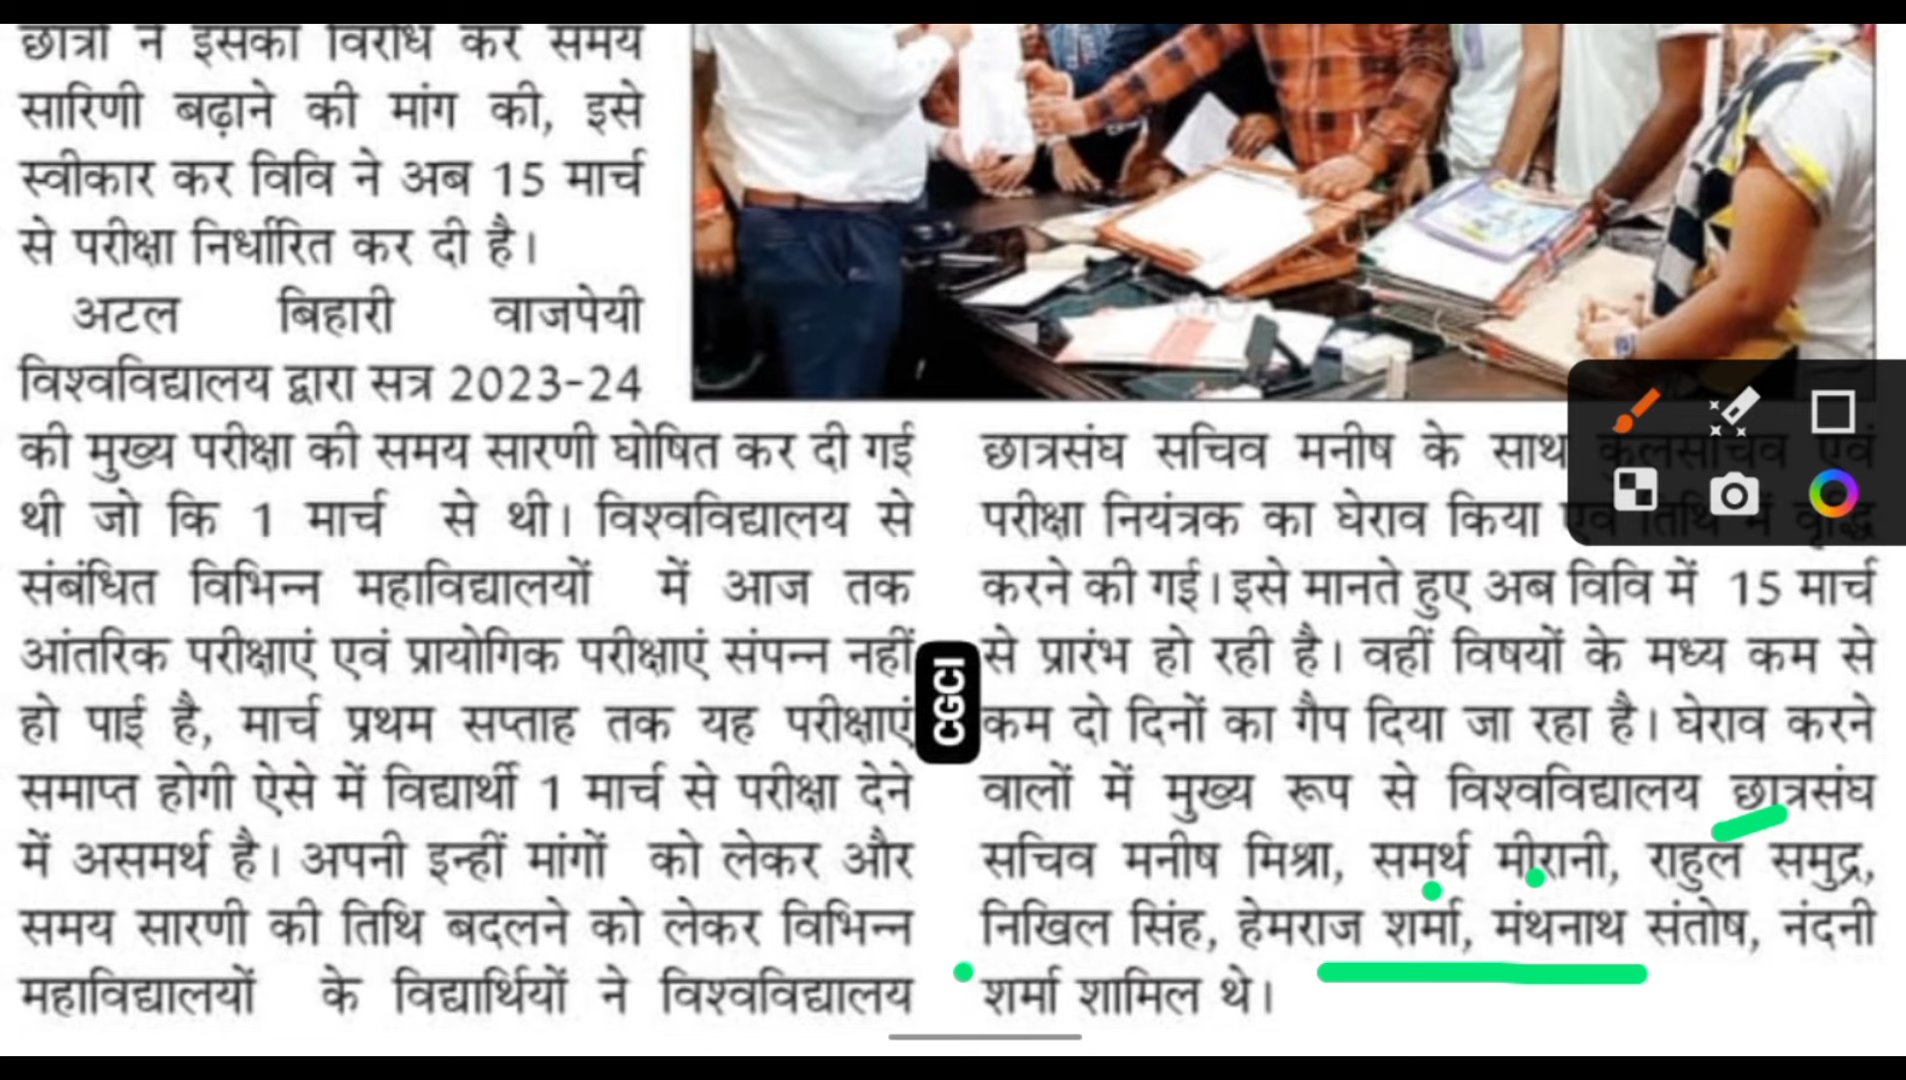 छात्रों ने इसका विरोध कर समय
सारिणी बढ़ाने की मांग की, इसे
स्वीकार कर विवि ने अब 15 मार्च
से परीक्षा निर्धारित कर दी है।
अटल बिहारी वाजपेयी
विश्वविद्यालय द्वारा सत्र 2023-24
की मुख्य परीक्षा की समय सारणी घोषित कर दी गई
थी जो कि 1 मार्च से थी। विश्वविद्यालय से
संबंधित विभिन्न महाविद्यालयों में आज तक
आंतरिक परीक्षाएं एवं प्रायोगिक परीक्षाएं संपन्न नहीं
हो पाई है, मार्च प्रथम सप्ताह तक यह परीक्षाएं
समाप्त होगी ऐसे में विद्यार्थी 1 मार्च से परीक्षा देने
में असमर्थ है। अपनी इन्हीं मांगों को लेकर और
समय सारणी की तिथि बदलने को लेकर विभिन्न
महाविद्यालयों के विद्यार्थियों ने विश्वविद्यालय
छात्रसंघ सचिव मनीष के साथ कुलसचिव एवं
परीक्षा नियंत्रक का घेराव किया एवं तिथि में वृद्धि
करने की गई। इसे मानते हुए अब विवि में 15 मार्च
से प्रारंभ हो रही है। वहीं विषयों के मध्य कम से
कम दो दिनों का गैप दिया जा रहा है। घेराव करने
वालों में मुख्य रूप से विश्वविद्यालय छात्रसंघ
सचिव मनीष मिश्रा, समर्थ मीरानी, राहुल समुद्र,
निखिल सिंह, हेमराज शर्मा, मंथनाथ संतोष, नंदनी
शर्मा शामिल थे।
CGCI